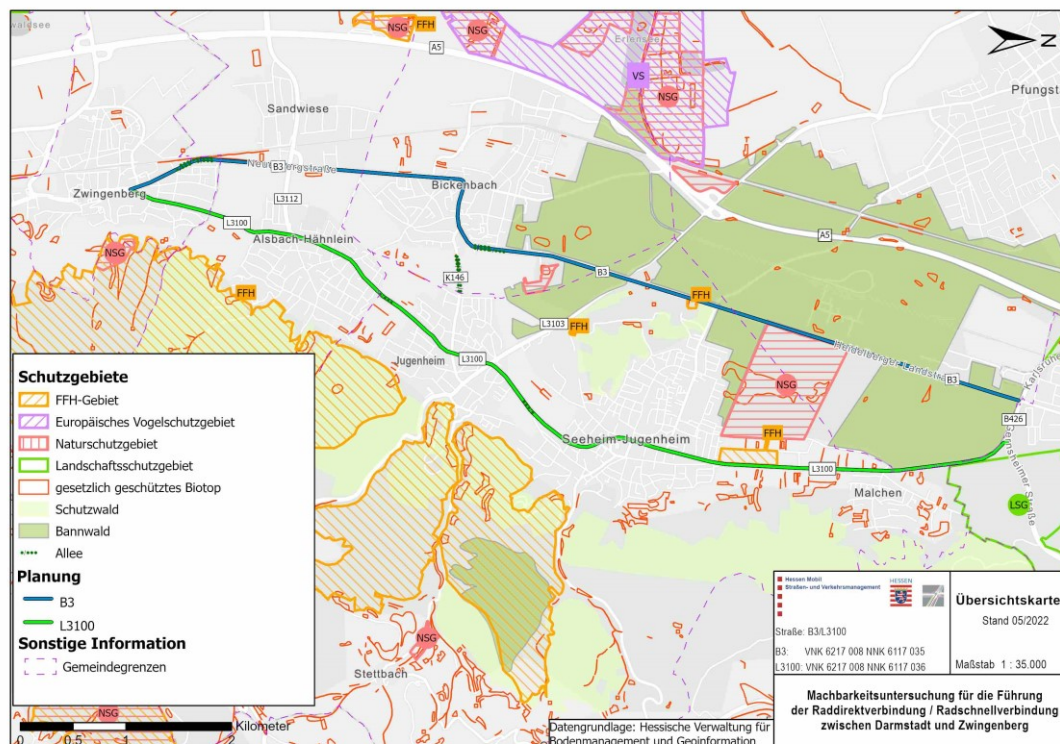 waldsee
NSG
FFH
NSG
A5
Erlensee
VS
NSG
N
Pfungst
Sandwiese
B3
Bickenbach
Zwingenberg
L3112
L3100
Alsbach-Hähnlein
A5
NSG
FFH
K146
B3
FFH
L3103
FFH
Jugenheim
L3100
NSG
B3
Karlsruhe
B426
Gernsheimer Straße
FFH
Seeheim-Jugenheim
L3100
Malchen
LSG
Schutzgebiete
FFH-Gebiet
Europäisches Vogelschutzgebiet
Naturschutzgebiet
Landschaftsschutzgebiet
gesetzlich geschütztes Biotop
Schutzwald
Bannwald
Allee
Planung
B3
L3100
Sonstige Information
Gemeindegrenzen
NSG
Stettbach
NSG
0 0.5 1 2 Kilometer
Datengrundlage: Hessische Verwaltung für
Bodenmanagement und Geoinformation
Hessen Mobil
Straßen- und Verkehrsmanagement
HESSEN
Straße: B3/L3100
B3: VNK 6217 008 NNK 6117 035
L3100: VNK 6217 008 NNK 6117 036
Übersichtskarte
Stand 05/2022
Maßstab 1 : 35.000
Machbarkeitsuntersuchung für die Führung
der Raddirektverbindung / Radschnellverbindung
zwischen Darmstadt und Zwingenberg